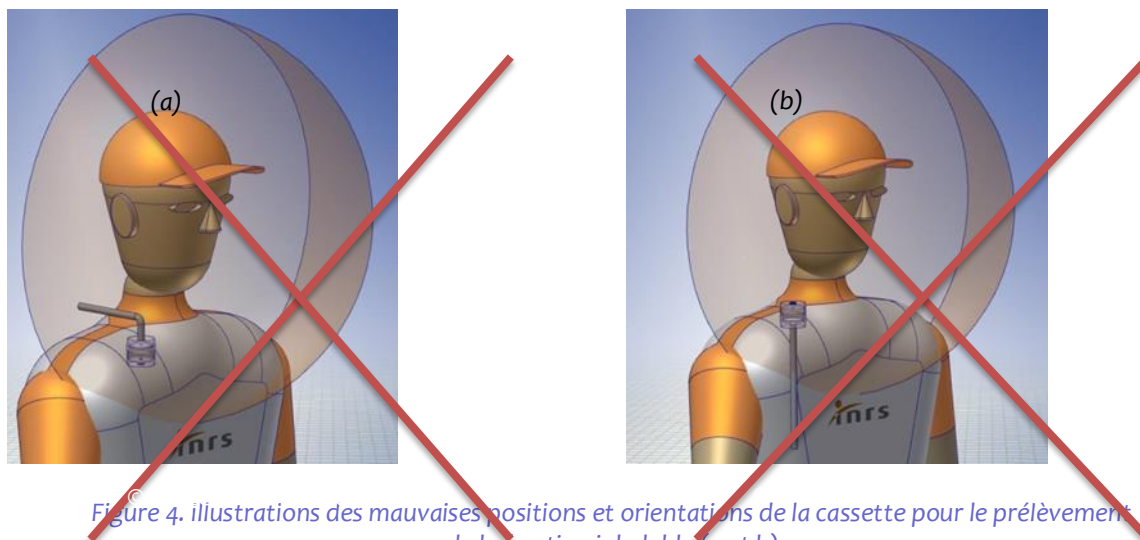 (a)
(b)
inrs
inrs
©
Figure 4. Illustrations des mauvaises positions et orientations de la cassette pour le prélèvement